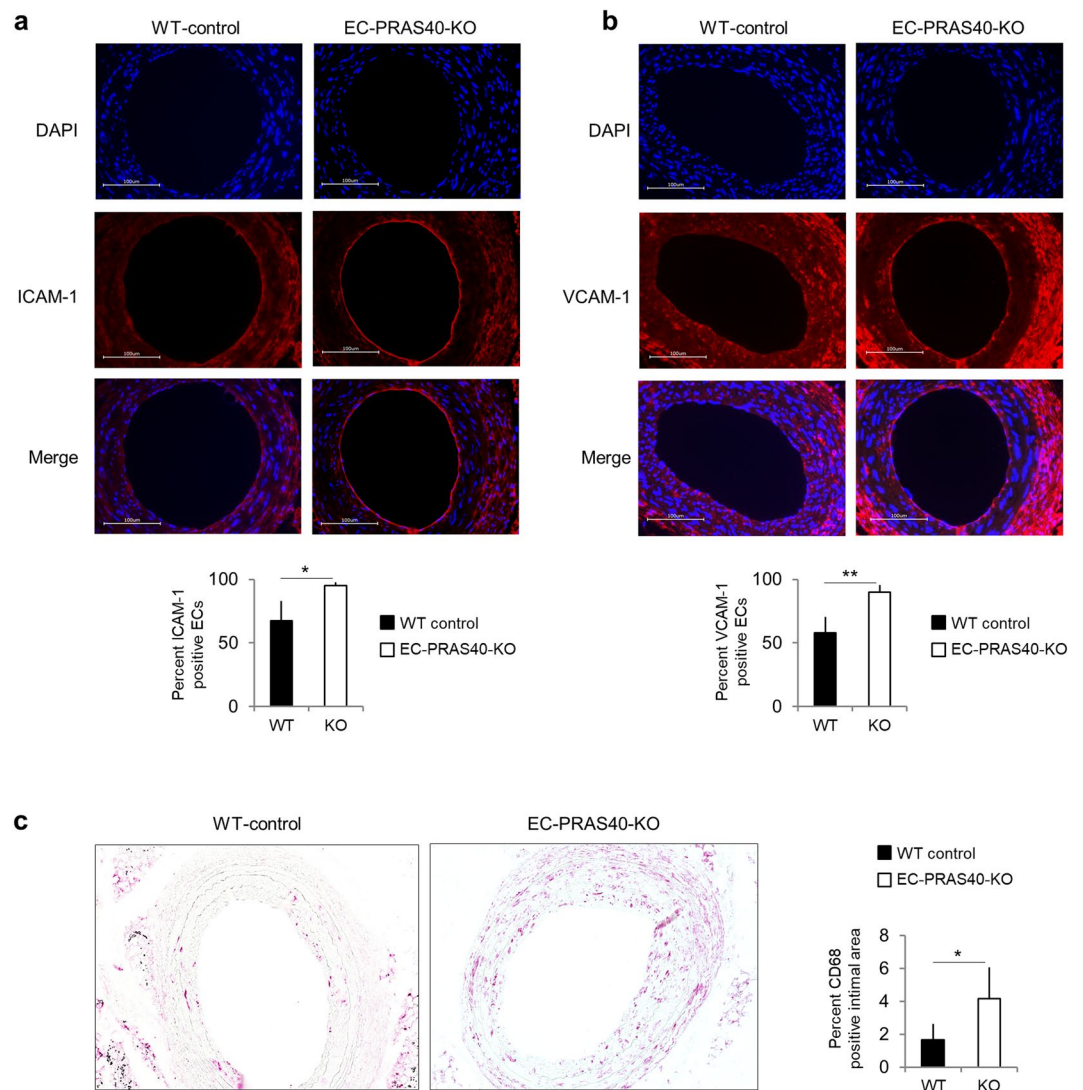 a
WT-control EC-PRAS40-KO
DAPI
100um 100um
ICAM-1
100um 100um
Merge
100um 100um
Percent ICAM-1
positive ECs
100
50
0
*
WT KO
WT control
EC-PRAS40-KO
b
WT-control EC-PRAS40-KO
DAPI
100um 100um
VCAM-1
100um 100um
Merge
100um 100um
Percent VCAM-1
positive ECs
100
50
0
**
WT KO
WT control
EC-PRAS40-KO
c
WT-control EC-PRAS40-KO
WT control
EC-PRAS40-KO
Percent CD68
positive intimal area
8
6
4
2
0
*
WT KO